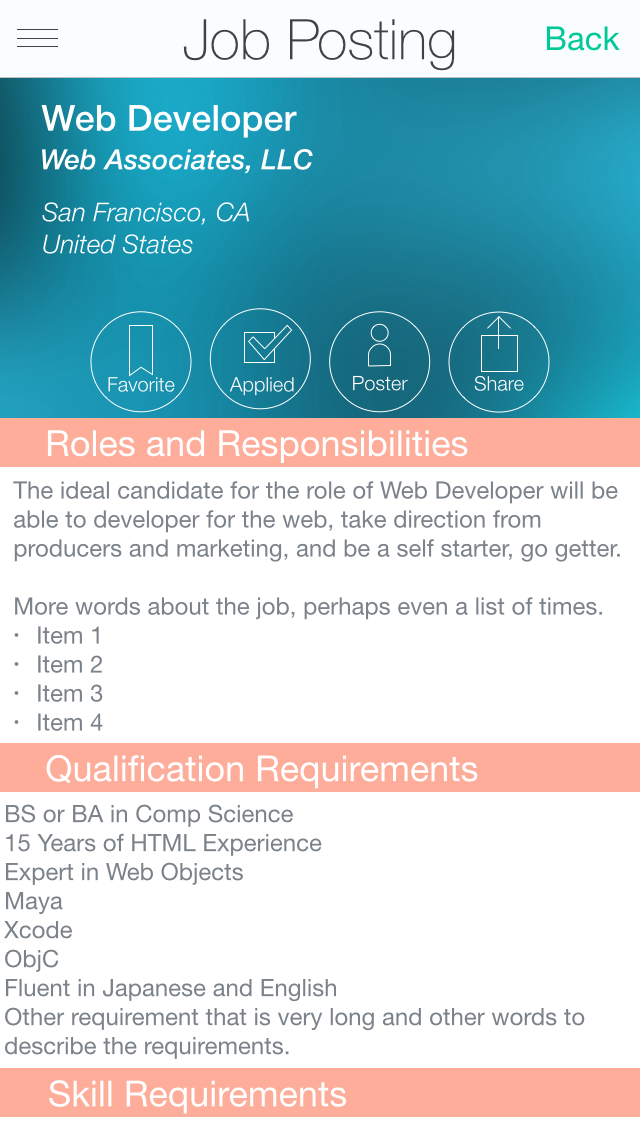 Job Posting
Back
Web Developer
Web Associates, LLC
San Francisco, CA
United States
Favorite
Applied
Poster
Share
Roles and Responsibilities
The ideal candidate for the role of Web Developer will be
able to developer for the web, take direction from
producers and marketing, and be a self starter, go getter.
More words about the job, perhaps even a list of times.
· Item 1
· Item 2
· Item 3
· Item 4
Qualification Requirements
BS or BA in Comp Science
15 Years of HTML Experience
Expert in Web Objects
Maya
Xcode
ObjC
Fluent in Japanese and English
Other requirement that is very long and other words to
describe the requirements.
Skill Requirements